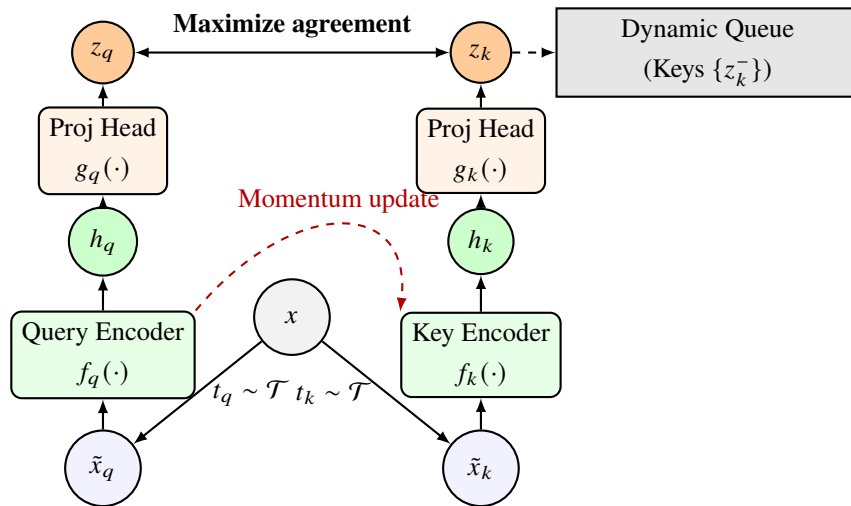 Maximize agreement
z_q
z_k
Dynamic Queue
(Keys {z_k^-})
Proj Head
g_q(·)
Proj Head
g_k(·)
Momentum update
h_q
h_k
x
Query Encoder
f_q(·)
Key Encoder
f_k(·)
t_q ∼ 𝒯 t_k ∼ 𝒯
x̃_q
x̃_k